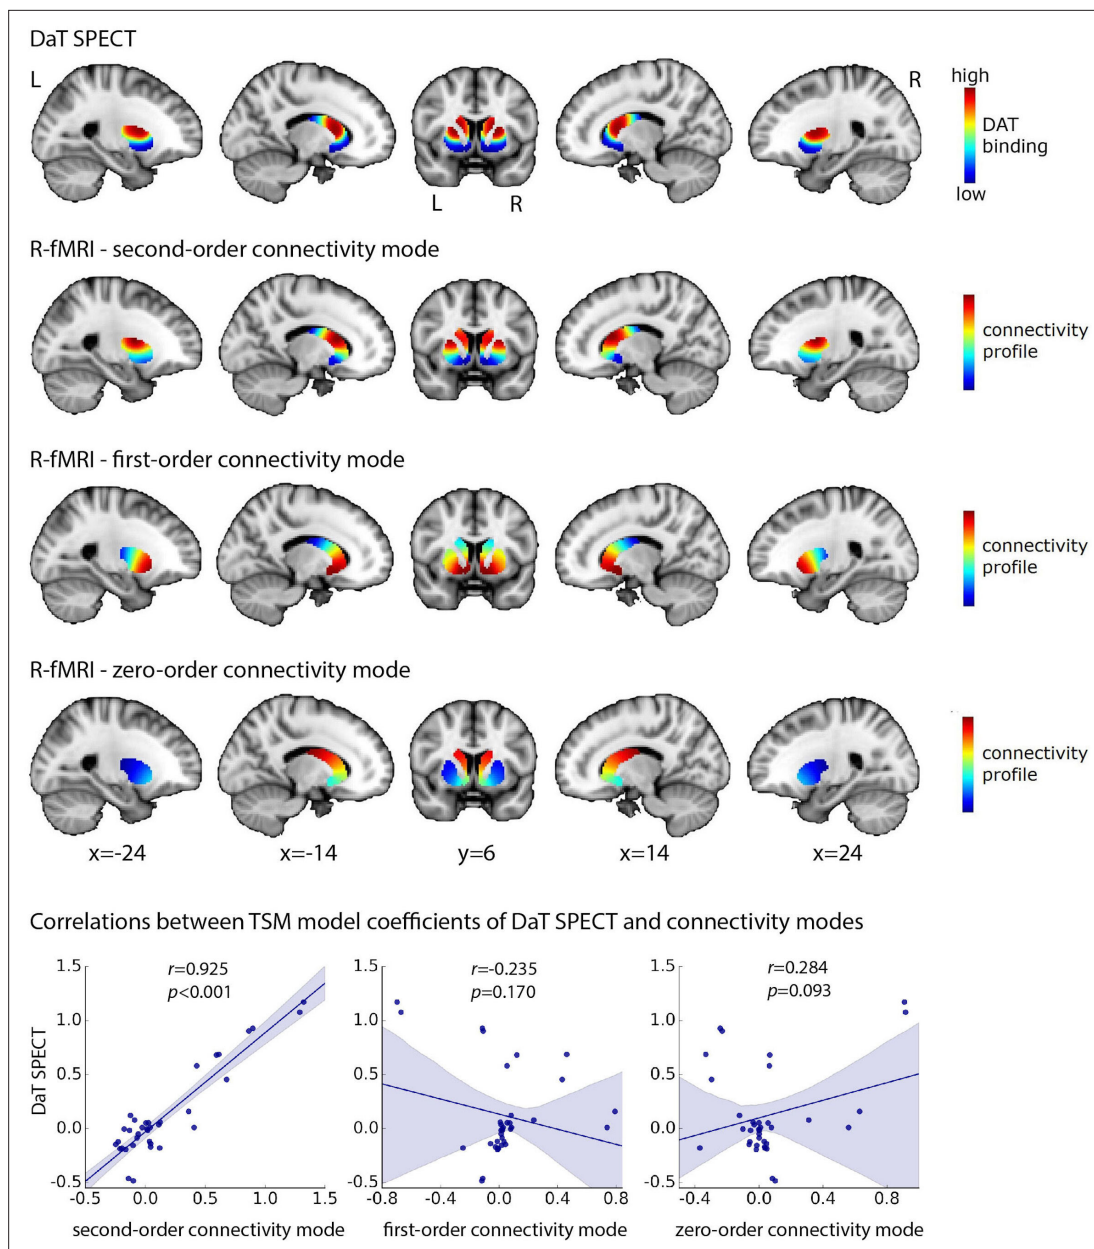 DaT SPECT
L
R
high
DAT
binding
low
L
R
R-fMRI - second-order connectivity mode
connectivity
profile
R-fMRI - first-order connectivity mode
connectivity
profile
R-fMRI - zero-order connectivity mode
connectivity
profile
x=-24
x=-14
y=6
x=14
x=24
Correlations between TSM model coefficients of DaT SPECT and connectivity modes
r=0.925
p<0.001
1.5
1.0
0.5
0.0
-0.5
DaT SPECT
-0.5 0.0 0.5 1.0 1.5
second-order connectivity mode
r=-0.235
p=0.170
1.5
1.0
0.5
0.0
-0.5
-0.8 -0.4 0.0 0.4 0.8
first-order connectivity mode
r=0.284
p=0.093
1.5
1.0
0.5
0.0
-0.5
-0.4 0.0 0.4 0.8
zero-order connectivity mode